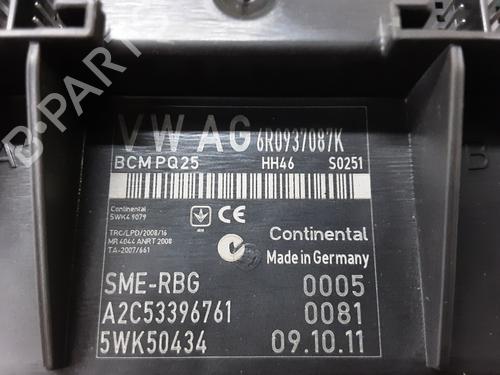 VW AG 6R0937087K
BCM PQ25 HH46 S0251
Continental
5WK4 9079
TRC/LPD/2008/16
MR 4044 ANRT 2008
TA-2007/661
CE
Continental
Made in Germany
SME-RBG 0005
A2C53396761 0081
5WK50434 09.10.11
B
B-PARTS